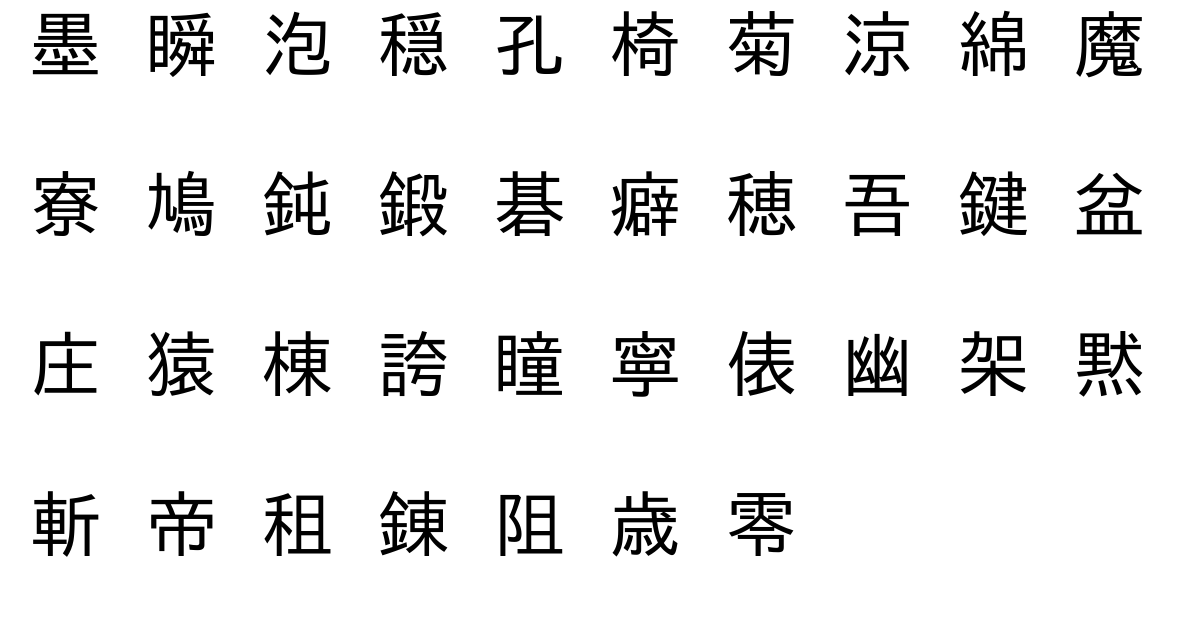 墨 瞬 泡 穏 孔 椅 菊 涼 綿 魔
寮 鳩 鈍 鍛 碁 癖 穂 吾 鍵 盆
庄 猿 棟 誇 瞳 寧 俵 幽 架 黙
斬 帝 租 錬 阻 歳 零